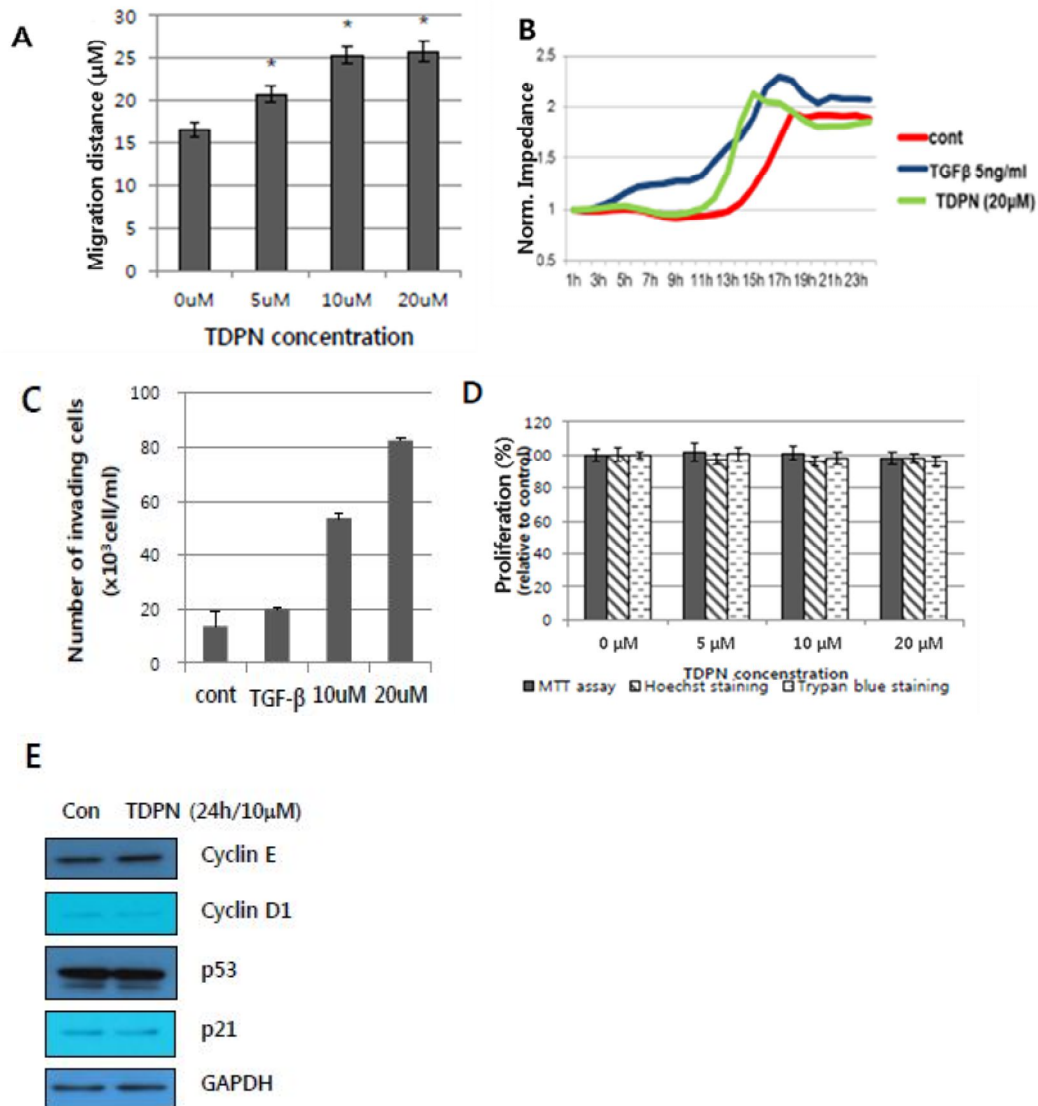 A
Migration distance (μM)
30
25
20
15
10
5
0
*
*
*
0uM 5uM 10uM 20uM
TDPN concentration
B
Norm. Impedance
2.5
2
1.5
1
0.5
1h 3h 5h 7h 9h 11h 13h 15h 17h 19h 21h 23h
cont
TGFβ 5ng/ml
TDPN (20μM)
C
Number of invading cells
(x10³cell/ml)
100
80
60
40
20
0
cont TGF-β 10uM 20uM
D
Proliferation (%)
(relative to control)
120
100
80
60
40
20
0
0 μM 5 μM 10 μM 20 μM
TDPN concenstration
MTT assay Hoechst staining Trypan blue staining
E
Con TDPN (24h/10μM)
Cyclin E
Cyclin D1
p53
p21
GAPDH